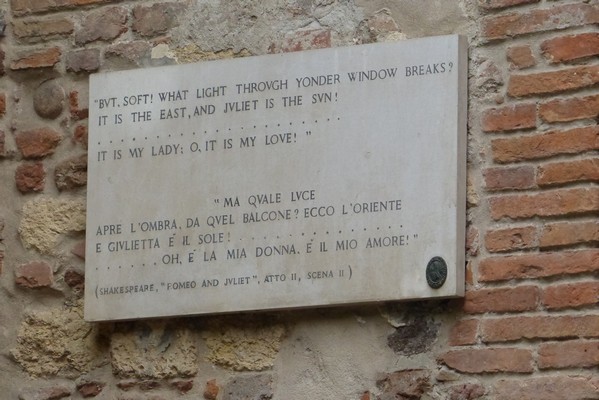 "BVT, SOFT! WHAT LIGHT THROVGH YONDER WINDOW BREAKS?
IT IS THE EAST, AND JVLIET IS THE SVN!
. . . . . . . . . . . . . . . . . . . .
IT IS MY LADY; O, IT IS MY LOVE! "
" MA QVALE LVCE
APRE L'OMBRA, DA QVEL BALCONE? ECCO L'ORIENTE
E GIVLIETTA É IL SOLE! . . . . . . . . . . . . . . .
. . . . . . OH, É LA MIA DONNA, É IL MIO AMORE!"
(SHAKESPEARE, "FOMEO AND JVLIET", ATTO II, SCENA II)